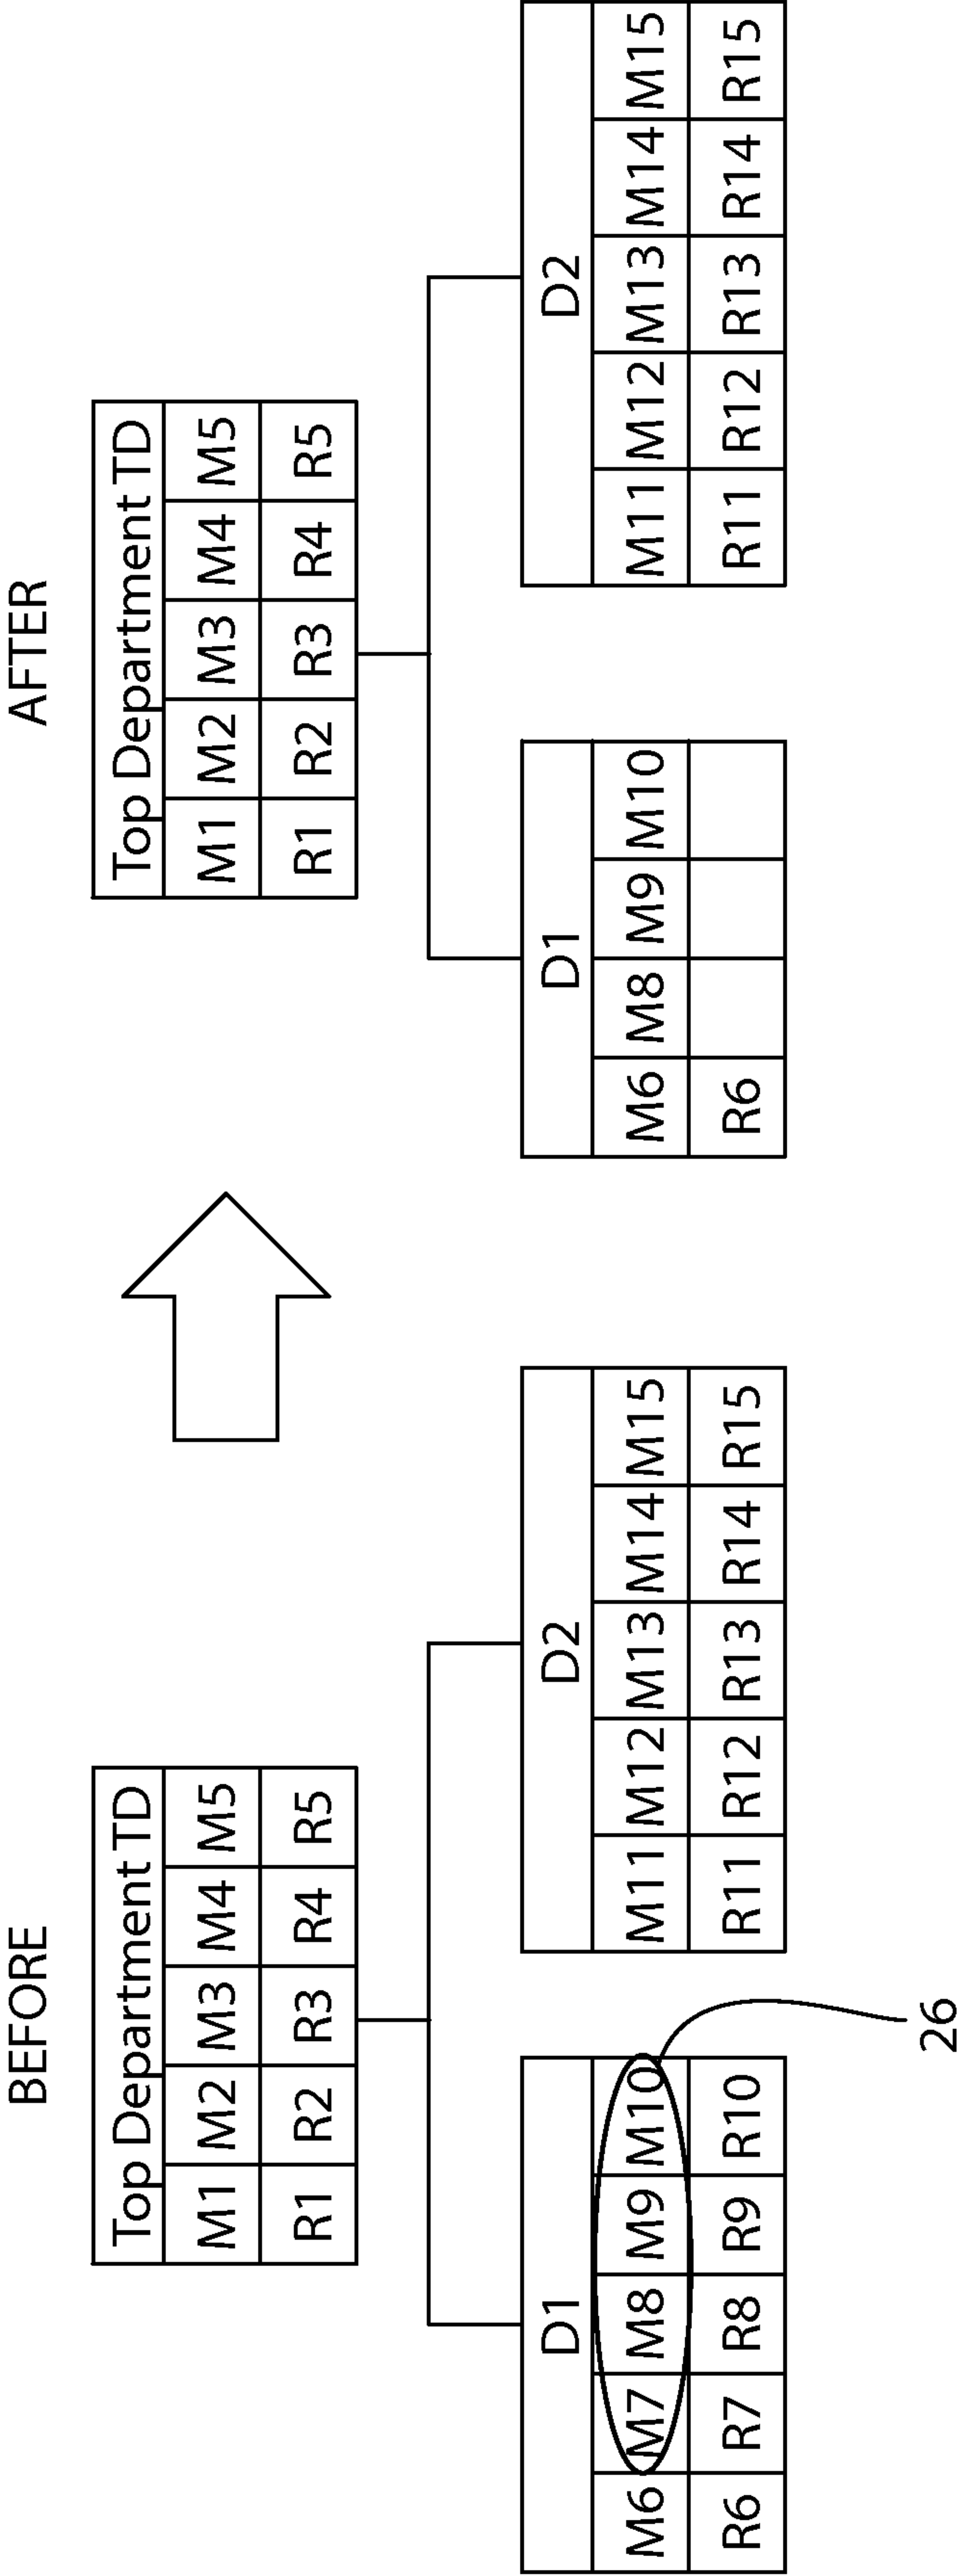 BEFORE
Top Department TD
M1 M2 M3 M4 M5
R1 R2 R3 R4 R5
D1
M6 M7 M8 M9 M10
R6 R7 R8 R9 R10
26
D2
M11 M12 M13 M14 M15
R11 R12 R13 R14 R15
AFTER
Top Department TD
M1 M2 M3 M4 M5
R1 R2 R3 R4 R5
D1
M6 M8 M9 M10
R6
D2
M11 M12 M13 M14 M15
R11 R12 R13 R14 R15